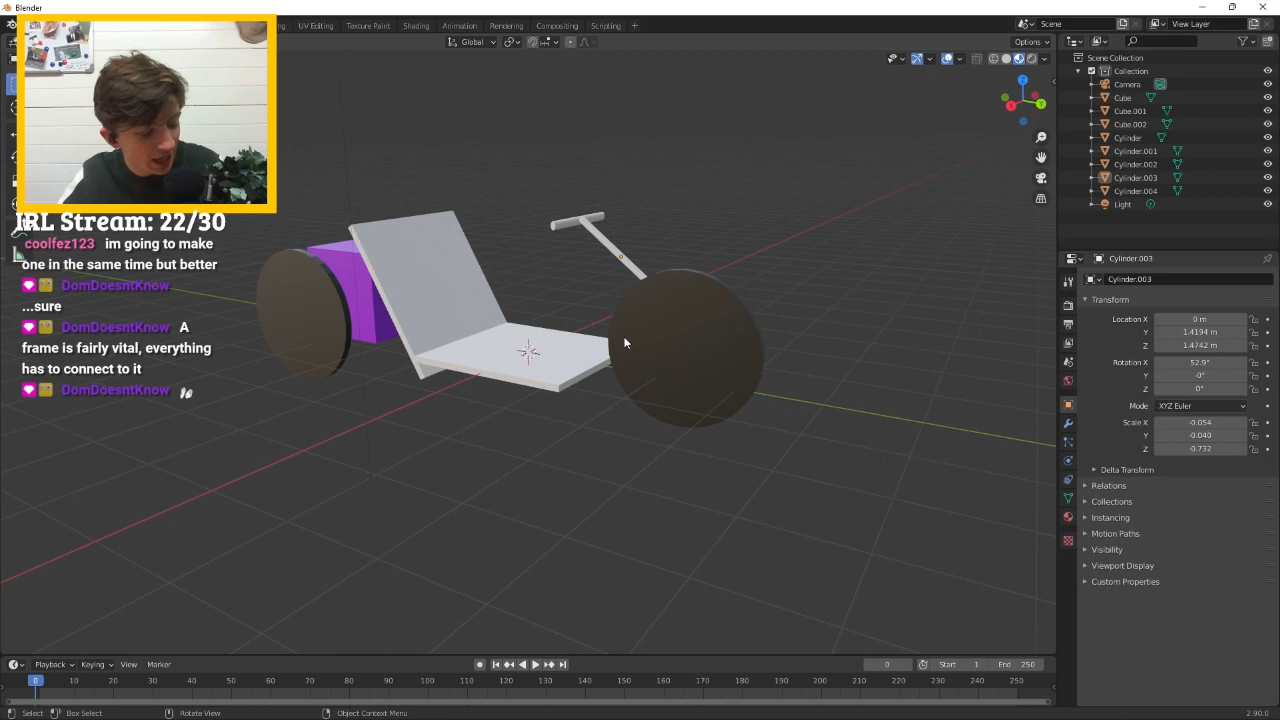 Blender
UV Editing
Texture Paint
Shading
Animation
Rendering
Compositing
Scripting
+
Scene
View Layer
Global
Options
X
Y
Z
Scene Collection
Collection
Camera
Cube
Cube.001
Cube.002
Cylinder
Cylinder.001
Cylinder.002
Cylinder.003
Cylinder.004
Light
IRL Stream: 22/30
coolfez123 im going to make
one in the same time but better
DomDoesntKnow
...sure
DomDoesntKnow A
frame is fairly vital, everything
has to connect to it
DomDoesntKnow
Cylinder.003
Cylinder.003
Transform
Location X 0 m
Y 1.4194 m
Z 1.4742 m
Rotation X 52.9°
Y -0°
Z 0°
Mode XYZ Euler
Scale X -0.054
Y -0.040
Z -0.732
Delta Transform
Relations
Collections
Instancing
Motion Paths
Visibility
Viewport Display
Custom Properties
Playback
Keying
View
Marker
0
Start 1
End 250
0 10 20 30 40 50 60 70 80 90 100 110 120 130 140 150 160 170 180 190 200 210 220 230 240 250
Select
Box Select
Rotate View
Object Context Menu
2.90.0